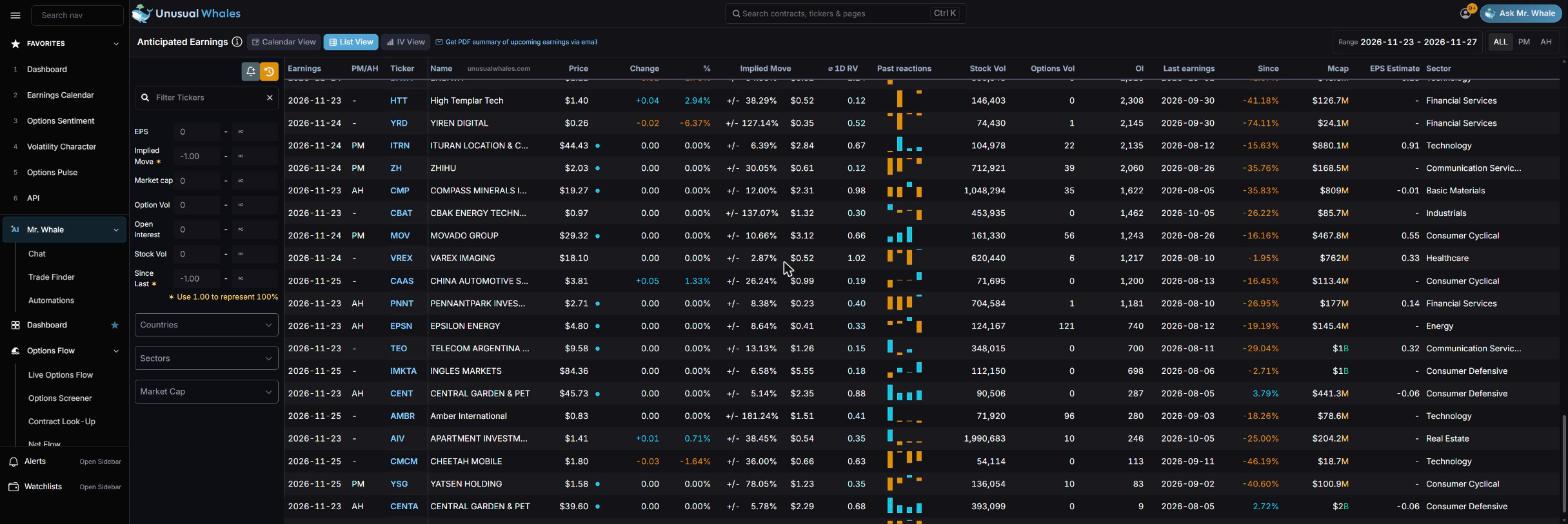 Search nav
Unusual Whales
Search contracts, tickers & pages
Ctrl K
9+
Ask Mr. Whale
FAVORITES
1 Dashboard
2 Earnings Calendar
3 Options Sentiment
4 Volatility Character
5 Options Pulse
6 API
Mr. Whale
Chat
Trade Finder
Automations
Dashboard
Options Flow
Live Options Flow
Options Screener
Contract Look-Up
Net Flow
Alerts Open Sidebar
Watchlists Open Sidebar
Anticipated Earnings
Calendar View
List View
IV View
Get PDF summary of upcoming earnings via email
Range 2026-11-23 - 2026-11-27
ALL PM AH
Filter Tickers
EPS 0 - ∞
Implied Move * -1.00 - ∞
Market cap 0 - ∞
Option Vol 0 - ∞
Open Interest 0 - ∞
Stock Vol 0 - ∞
Since Last * -1.00 - ∞
* Use 1.00 to represent 100%
Countries
Sectors
Market Cap
Earnings PM/AH Ticker Name unusualwhales.com Price Change % Implied Move ⌀ 1D RV Past reactions Stock Vol Options Vol OI Last earnings Since Mcap EPS Estimate Sector
2026-11-23 - HTT High Templar Tech $1.40 +0.04 2.94% +/- 38.29% $0.52 0.12 146,403 0 2,308 2026-09-30 -41.18% $126.7M - Financial Services
2026-11-24 - YRD YIREN DIGITAL $0.26 -0.02 -6.37% +/- 127.14% $0.35 0.52 74,430 1 2,145 2026-09-30 -74.11% $24.1M - Financial Services
2026-11-24 PM ITRN ITURAN LOCATION & C... $44.43 0.00 0.00% +/- 6.39% $2.84 0.67 104,978 22 2,135 2026-08-12 -15.63% $880.1M 0.91 Technology
2026-11-24 PM ZH ZHIHU $2.03 0.00 0.00% +/- 30.05% $0.61 0.12 712,921 39 2,060 2026-08-26 -35.76% $168.5M - Communication Servic...
2026-11-23 AH CMP COMPASS MINERALS I... $19.27 0.00 0.00% +/- 12.00% $2.31 0.98 1,048,294 35 1,622 2026-08-05 -35.83% $809M -0.01 Basic Materials
2026-11-23 - CBAT CBAK ENERGY TECHN... $0.97 0.00 0.00% +/- 137.07% $1.32 0.30 453,935 0 1,462 2026-10-05 -26.22% $85.7M - Industrials
2026-11-24 PM MOV MOVADO GROUP $29.32 0.00 0.00% +/- 10.66% $3.12 0.66 161,330 56 1,243 2026-08-26 -16.16% $467.8M 0.55 Consumer Cyclical
2026-11-24 - VREX VAREX IMAGING $18.10 0.00 0.00% +/- 2.87% $0.52 1.02 620,440 6 1,217 2026-08-10 -1.95% $762M 0.33 Healthcare
2026-11-25 - CAAS CHINA AUTOMOTIVE S... $3.81 +0.05 1.33% +/- 26.24% $0.99 0.19 71,695 0 1,200 2026-08-13 -16.45% $113.4M - Consumer Cyclical
2026-11-23 AH PNNT PENNANTPARK INVES... $2.71 0.00 0.00% +/- 8.38% $0.23 0.40 704,584 1 1,181 2026-08-10 -26.95% $177M 0.14 Financial Services
2026-11-23 AH EPSN EPSILON ENERGY $4.80 0.00 0.00% +/- 8.64% $0.41 0.33 124,167 121 740 2026-08-12 -19.19% $145.4M - Energy
2026-11-23 - TEO TELECOM ARGENTINA ... $9.58 0.00 0.00% +/- 13.13% $1.26 0.15 348,015 0 700 2026-08-11 -29.04% $1B 0.32 Communication Servic...
2026-11-25 - IMKTA INGLES MARKETS $84.36 0.00 0.00% +/- 6.58% $5.55 0.18 112,150 0 698 2026-08-06 -2.71% $1B - Consumer Defensive
2026-11-23 AH CENT CENTRAL GARDEN & PET $45.73 0.00 0.00% +/- 5.14% $2.35 0.88 90,506 0 287 2026-08-05 3.79% $441.3M -0.06 Consumer Defensive
2026-11-25 - AMBR Amber International $0.83 0.00 0.00% +/- 181.24% $1.51 0.41 71,920 96 280 2026-09-03 -18.26% $78.6M - Technology
2026-11-23 - AIV APARTMENT INVESTM... $1.41 +0.01 0.71% +/- 38.45% $0.54 0.35 1,990,683 10 246 2026-10-05 -25.00% $204.2M - Real Estate
2026-11-25 - CMCM CHEETAH MOBILE $1.80 -0.03 -1.64% +/- 36.00% $0.66 0.63 54,114 0 113 2026-09-11 -46.19% $18.7M - Technology
2026-11-25 PM YSG YATSEN HOLDING $1.58 0.00 0.00% +/- 78.05% $1.23 0.35 136,054 10 83 2026-09-02 -40.60% $100.9M - Consumer Cyclical
2026-11-23 AH CENTA CENTRAL GARDEN & PET $39.60 0.00 0.00% +/- 5.78% $2.29 0.68 393,099 0 9 2026-08-05 2.72% $2B -0.06 Consumer Defensive